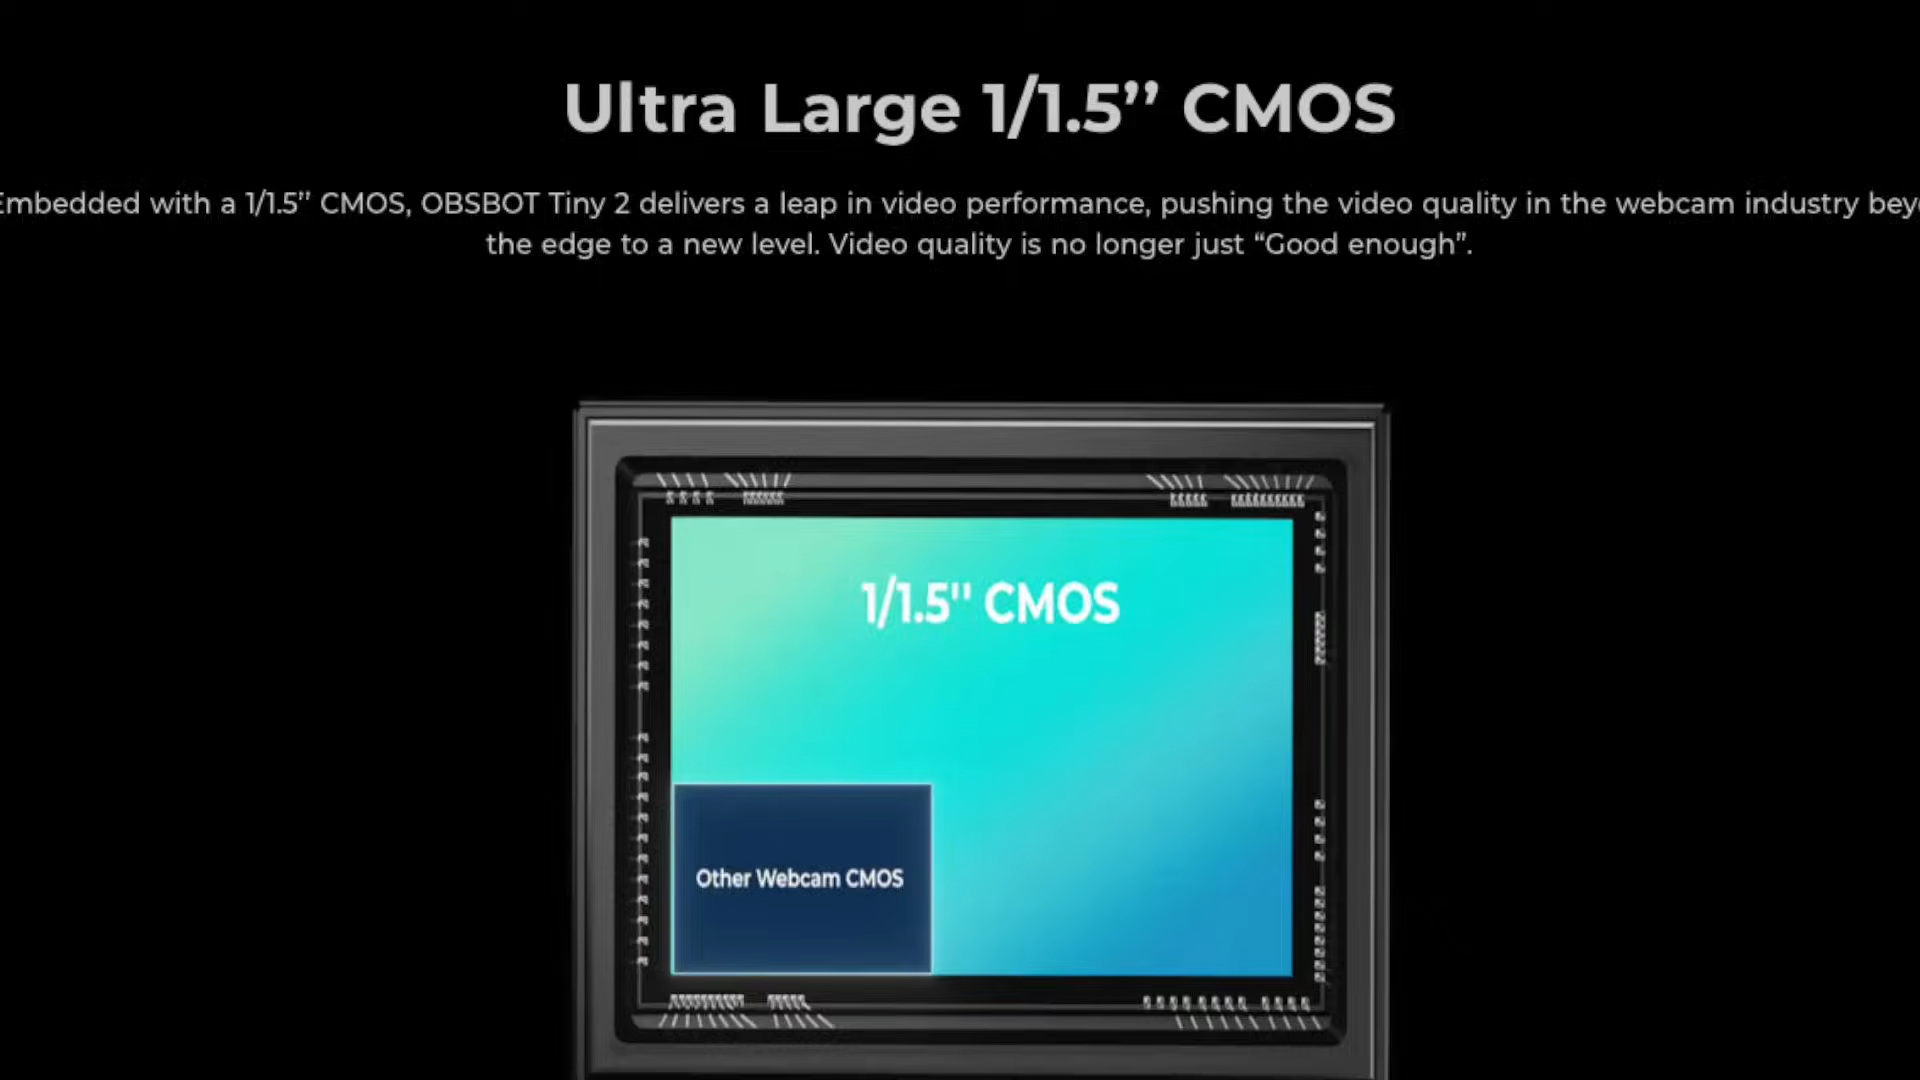 Ultra Large 1/1.5’’ CMOS
Embedded with a 1/1.5’’ CMOS, OBSBOT Tiny 2 delivers a leap in video performance, pushing the video quality in the webcam industry
the edge to a new level. Video quality is no longer just “Good enough”.
1/1.5" CMOS
Other Webcam CMOS